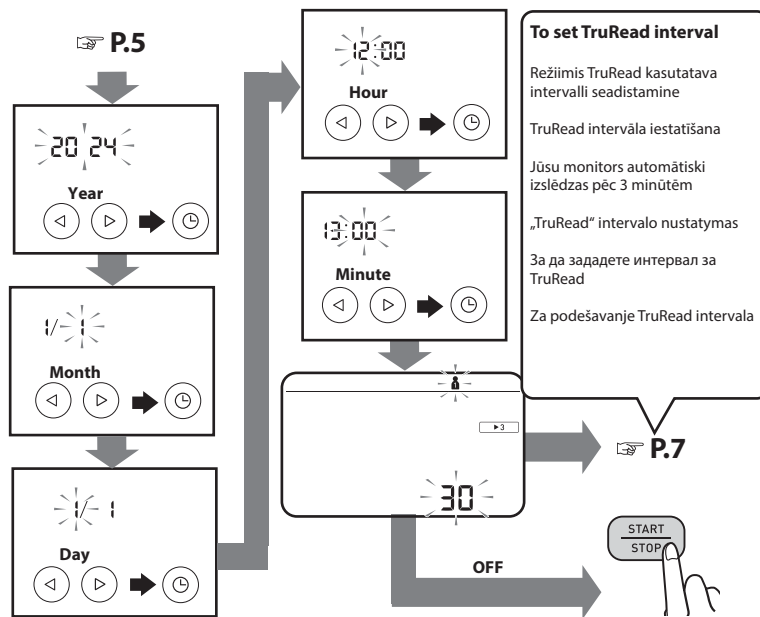 ☞ P.5
20 24
Year
1/ 1
Month
1/ 1
Day
12:00
Hour
13:00
Minute
▶3
30
OFF
To set TruRead interval
Režiimis TruRead kasutatava
intervalli seadistamine
TruRead intervāla iestatīšana
Jūsu monitors automātiski
izslēdzas pēc 3 minūtēm
„TruRead“ intervalo nustatymas
За да зададете интервал за
TruRead
Za podešavanje TruRead intervala
☞ P.7
START
STOP